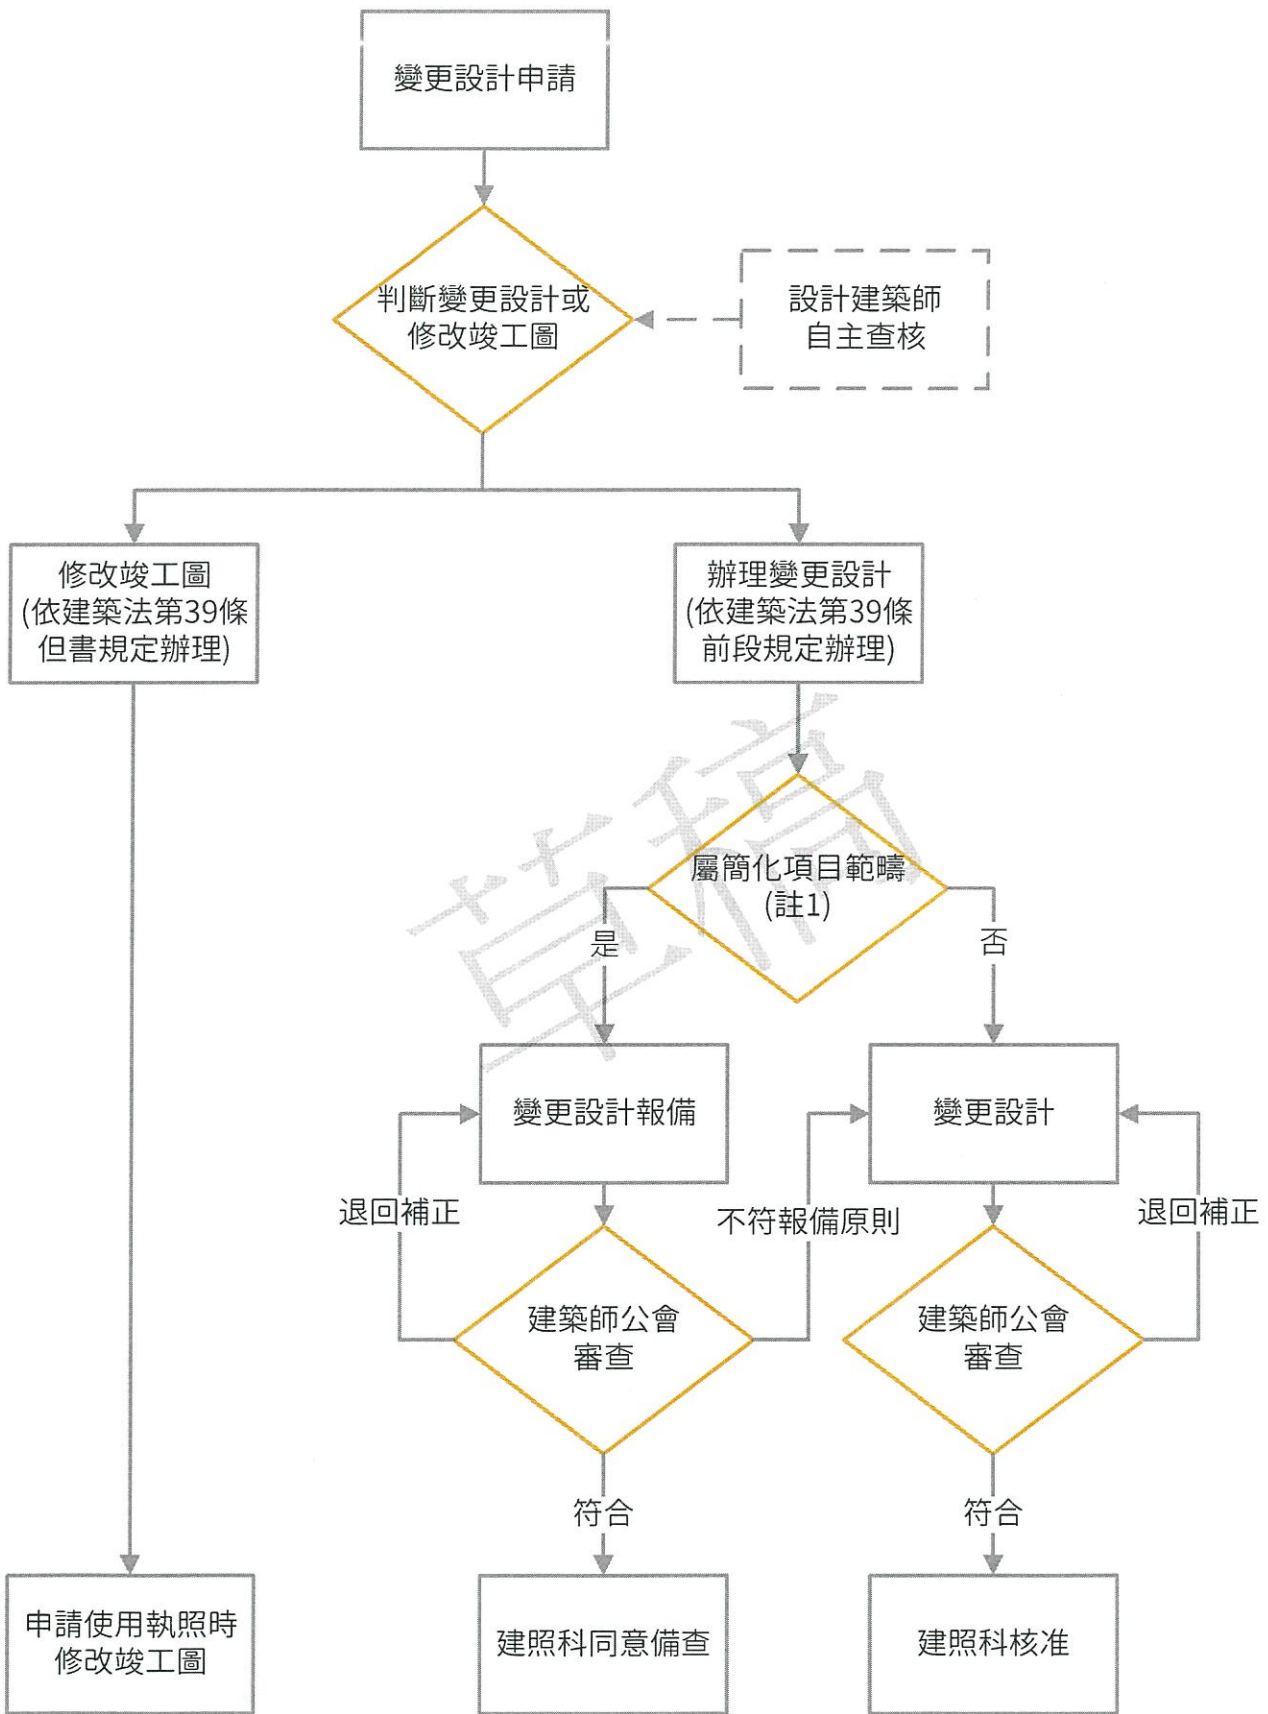 變更設計申請
判斷變更設計或
修改竣工圖
設計建築師
自主查核
修改竣工圖
(依建築法第39條
但書規定辦理)
辦理變更設計
(依建築法第39條
前段規定辦理)
草稿
屬簡化項目範疇
(註1)
是
否
變更設計報備
變更設計
退回補正
不符報備原則
退回補正
建築師公會
審查
建築師公會
審查
符合
符合
申請使用執照時
修改竣工圖
建照科同意備查
建照科核准